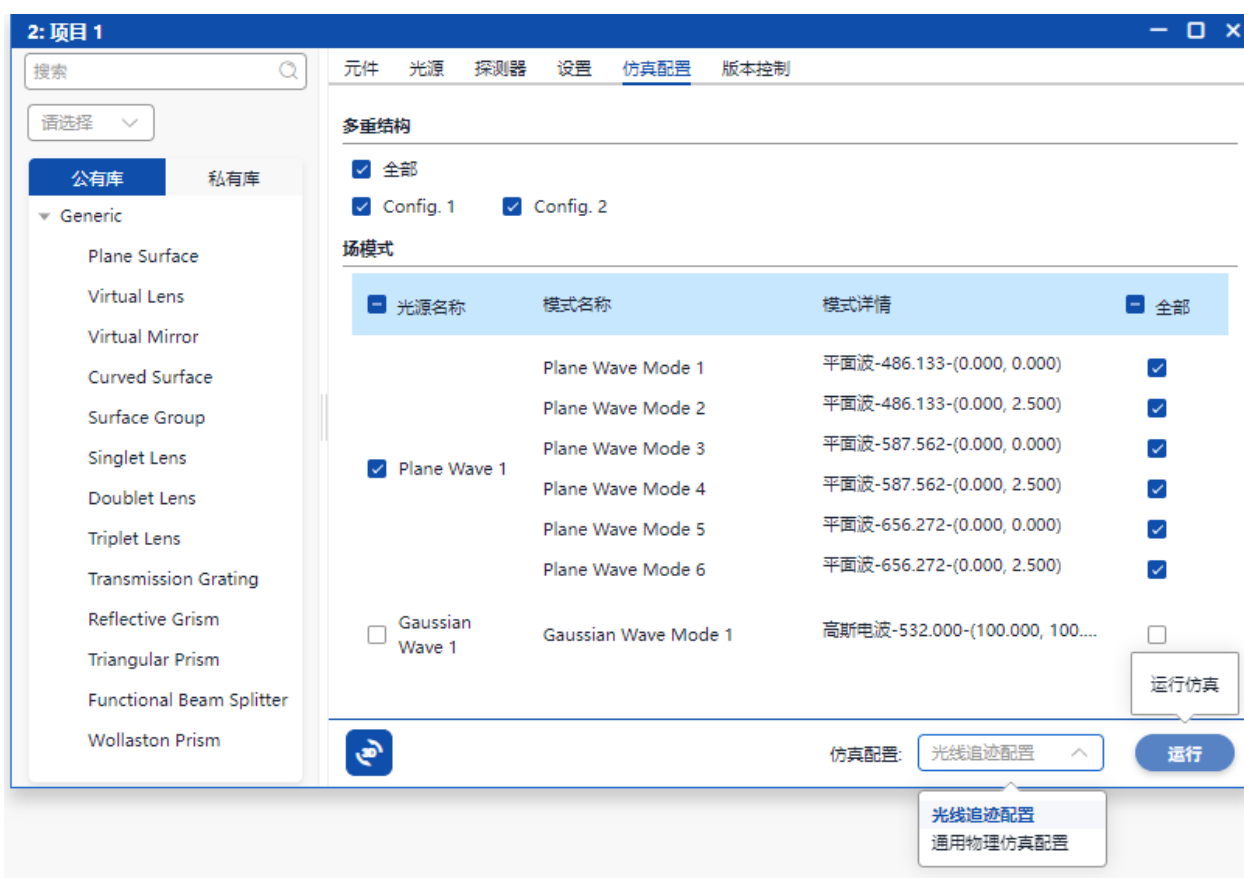 2: 项目 1
搜索
请选择
公有库 私有库
Generic
Plane Surface
Virtual Lens
Virtual Mirror
Curved Surface
Surface Group
Singlet Lens
Doublet Lens
Triplet Lens
Transmission Grating
Reflective Grism
Triangular Prism
Functional Beam Splitter
Wollaston Prism
元件 光源 探测器 设置 仿真配置 版本控制
多重结构
全部
Config. 1 Config. 2
场模式
光源名称 模式名称 模式详情 全部
Plane Wave Mode 1 平面波-486.133-(0.000, 0.000)
Plane Wave Mode 2 平面波-486.133-(0.000, 2.500)
Plane Wave Mode 3 平面波-587.562-(0.000, 0.000)
Plane Wave 1
Plane Wave Mode 4 平面波-587.562-(0.000, 2.500)
Plane Wave Mode 5 平面波-656.272-(0.000, 0.000)
Plane Wave Mode 6 平面波-656.272-(0.000, 2.500)
Gaussian
Wave 1
Gaussian Wave Mode 1 高斯电波-532.000-(100.000, 100....
运行仿真
3D
仿真配置: 光线追迹配置 运行
光线追迹配置
通用物理仿真配置